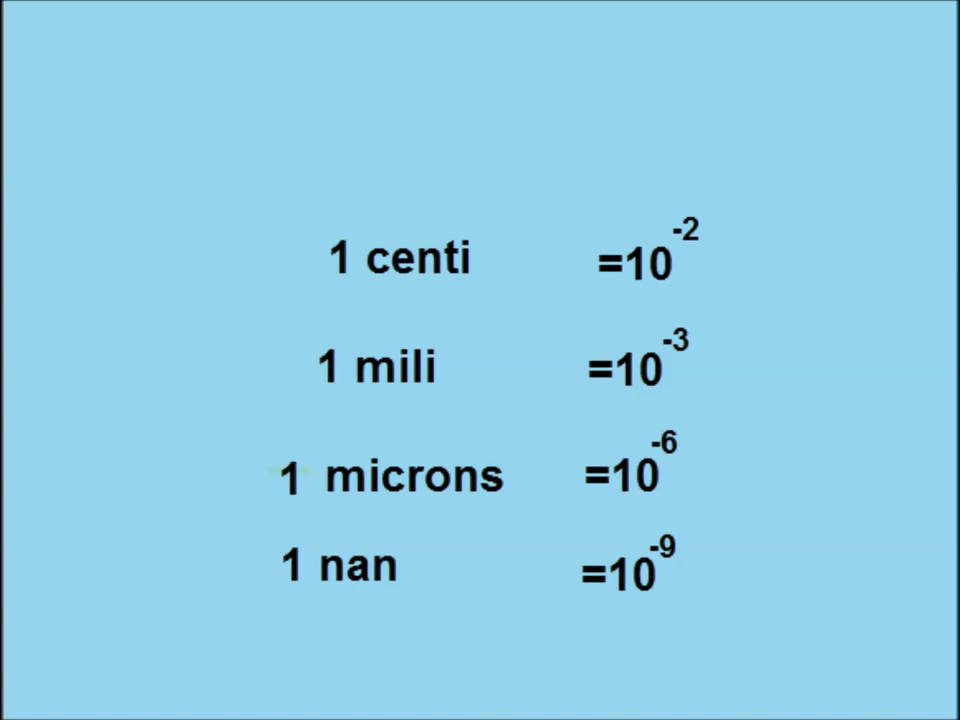 1 centi =10⁻²
1 mili =10⁻³
1 microns =10⁻⁶
1 nan =10⁻⁹